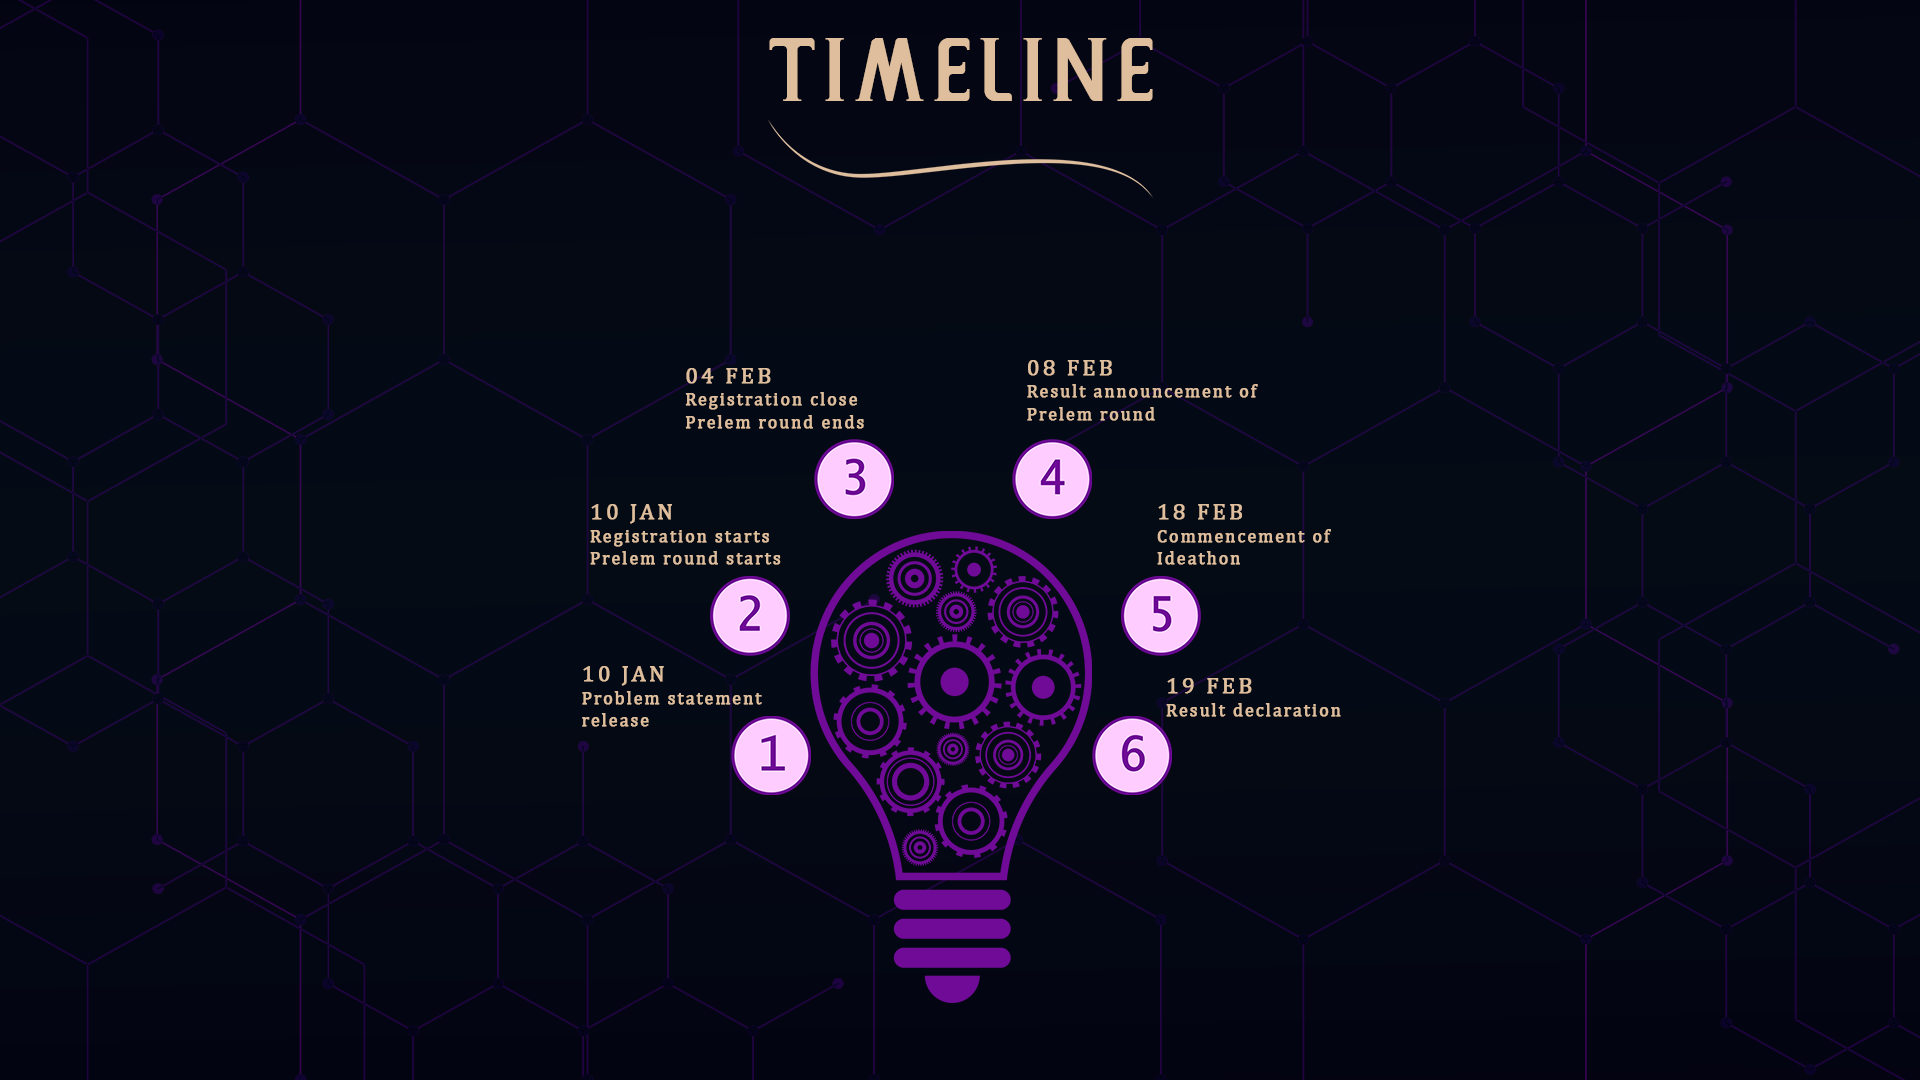 TIMELINE
04 FEB
Registration close
Prelem round ends
08 FEB
Result announcement of
Prelem round
3
4
10 JAN
Registration starts
Prelem round starts
18 FEB
Commencement of
Ideathon
2
5
10 JAN
Problem statement
release
19 FEB
Result declaration
1
6